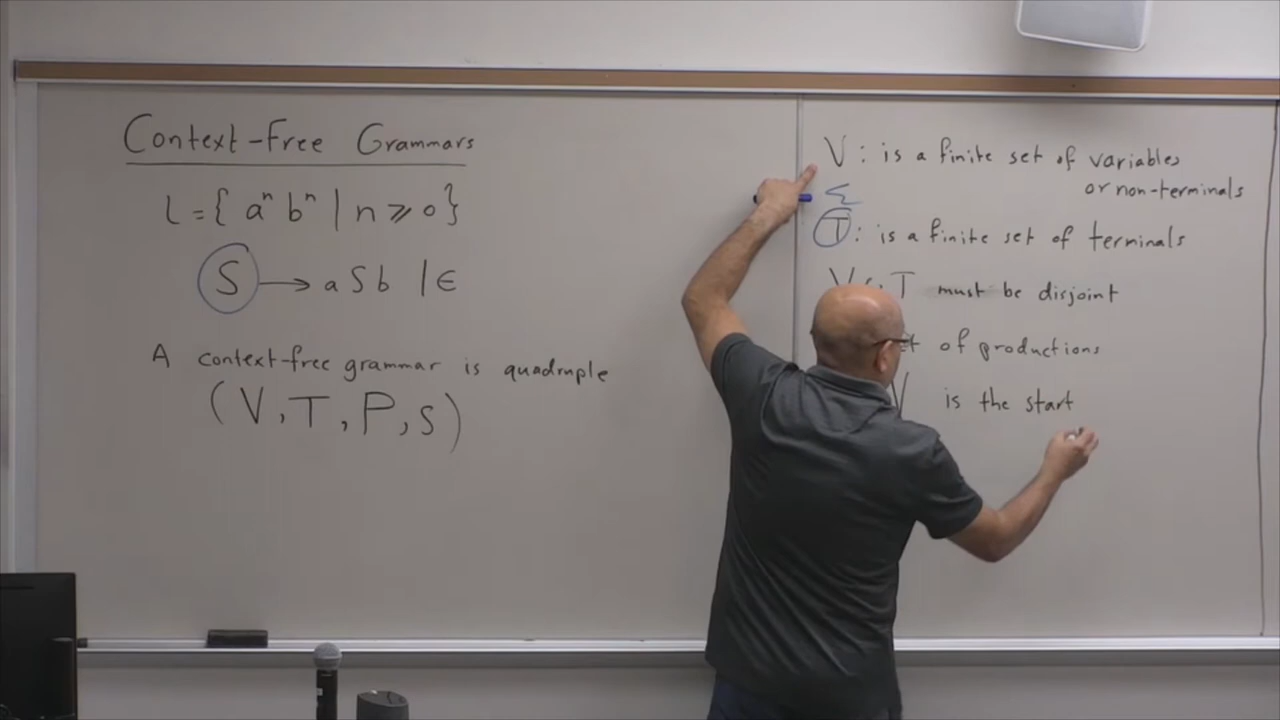 Context-Free Grammars
L = { aⁿ bⁿ | n ⩾ 0 }
S → a S b | ∈
A context-free grammar is quadruple
(V, T, P, S)
V : is a finite set of variables
or non-terminals
Σ
T : is a finite set of terminals
T must be disjoint
of productions
V is the start